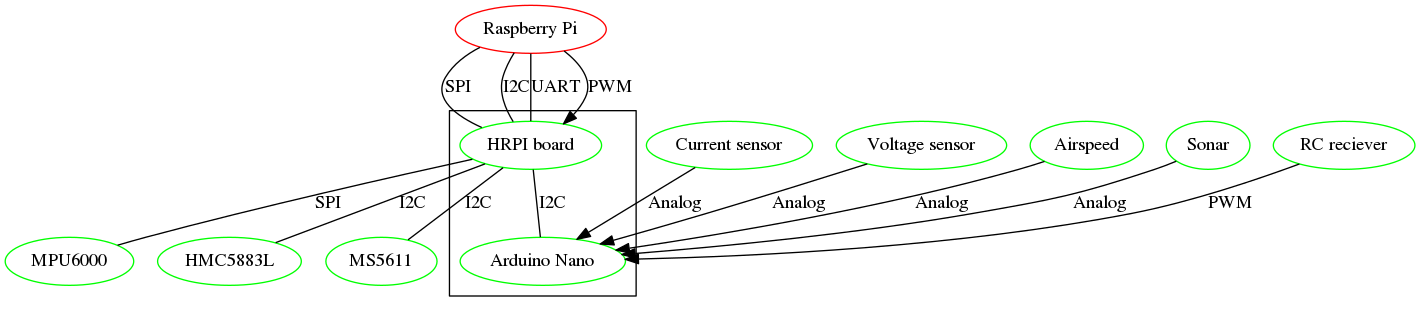 Raspberry Pi
SPI
I2C
UART
PWM
HRPI board
Current sensor
Voltage sensor
Airspeed
Sonar
RC reciever
SPI
I2C
I2C
I2C
Analog
Analog
Analog
Analog
PWM
MPU6000
HMC5883L
MS5611
Arduino Nano